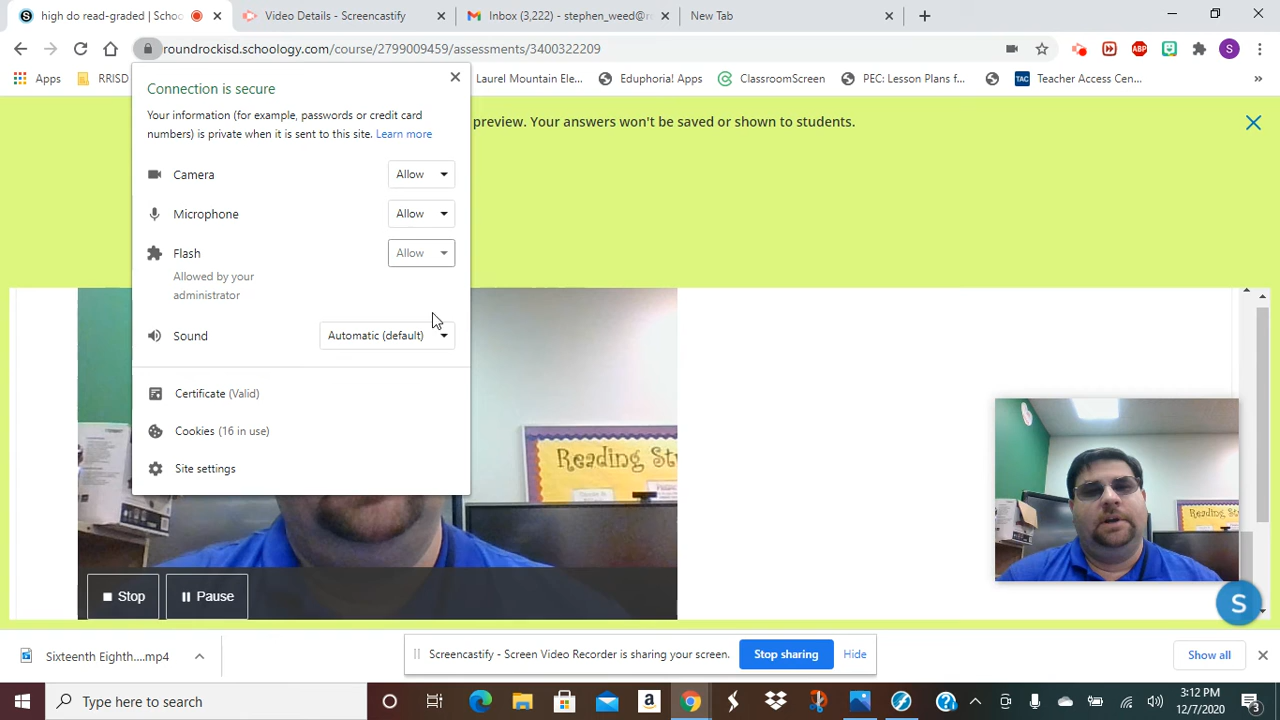 high do read-graded | Schoo
Video Details - Screencastify
Inbox (3,222) - stephen_weed@r
New Tab
roundrockisd.schoology.com/course/2799009459/assessments/3400322209
ABP
S
Apps
RRISD
Laurel Mountain Ele...
Eduphoria! Apps
ClassroomScreen
PEC: Lesson Plans f...
TAC
Teacher Access Cen...
»
Connection is secure
preview. Your answers won't be saved or shown to students.
Your information (for example, passwords or credit card
numbers) is private when it is sent to this site. Learn more
Camera
Allow
Microphone
Allow
Flash
Allow
Allowed by your
administrator
Sound
Automatic (default)
Certificate (Valid)
Cookies (16 in use)
Site settings
Reading St
Reading S
Stop
Pause
S
Sixteenth Eighth....mp4
Screencastify - Screen Video Recorder is sharing your screen.
Stop sharing
Hide
Show all
Type here to search
3:12 PM
12/7/2020
3